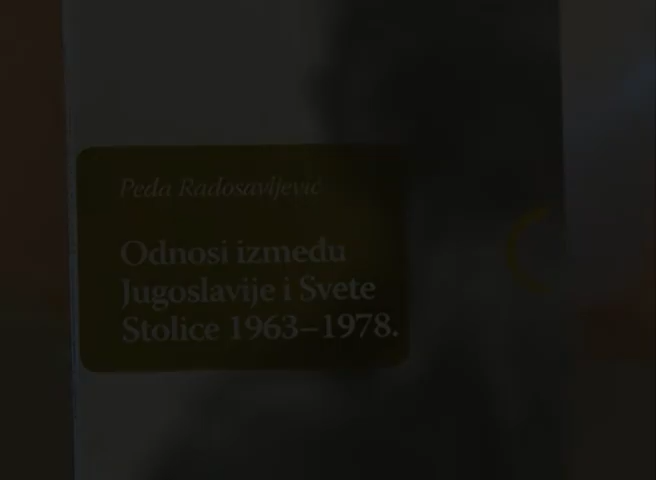 Peđa Radosavljević
Odnosi između
Jugoslavije i Svete
Stolice 1963–1978.